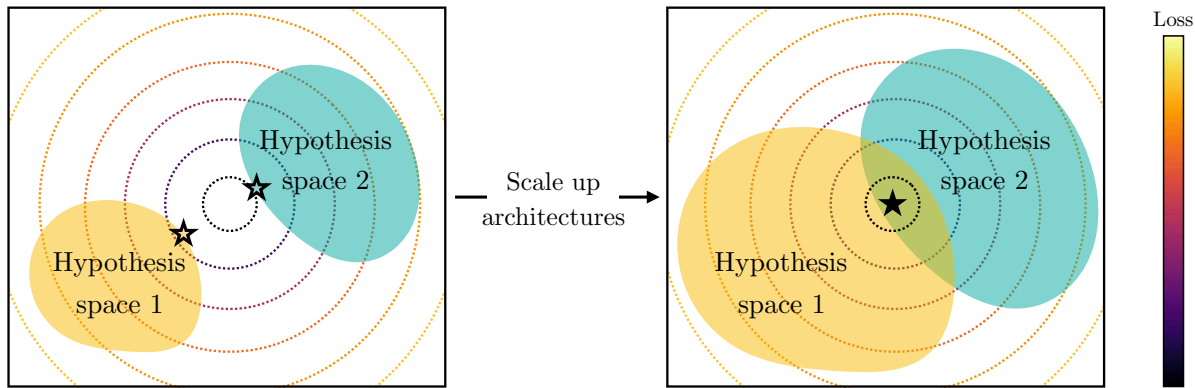 Hypothesis
space 2
Hypothesis
space 1
Scale up
architectures
Hypothesis
space 2
Hypothesis
space 1
Loss